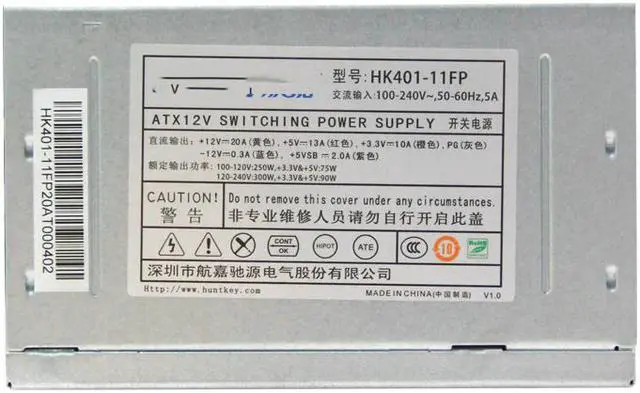 V
型号: HK401-11FP
交流输入: 100-240V~,50-60Hz,5A
ATX12V SWITCHING POWER SUPPLY 开关电源
直流输出: +12V⎓20A(黄色),+5V⎓13A(红色),+3.3V⎓10A(橙色), PG(灰色)
-12V⎓0.3A(蓝色), +5VSB⎓2.0A(紫色)
额定输出功率: 100-120V:250W,+3.3V&+5V:75W
120-240V:300W,+3.3V&+5V:90W
CAUTION! Do not remove this cover under any circumstances.
警告 非专业维修人员请勿自行开启此盖
CONT OK HIPOT ATE CCC 10 RoHS
深圳市航嘉驰源电气股份有限公司
Http://www.huntkey.com MADE IN CHINA(中国制造) V1.0
HK401-11FP20AT000402